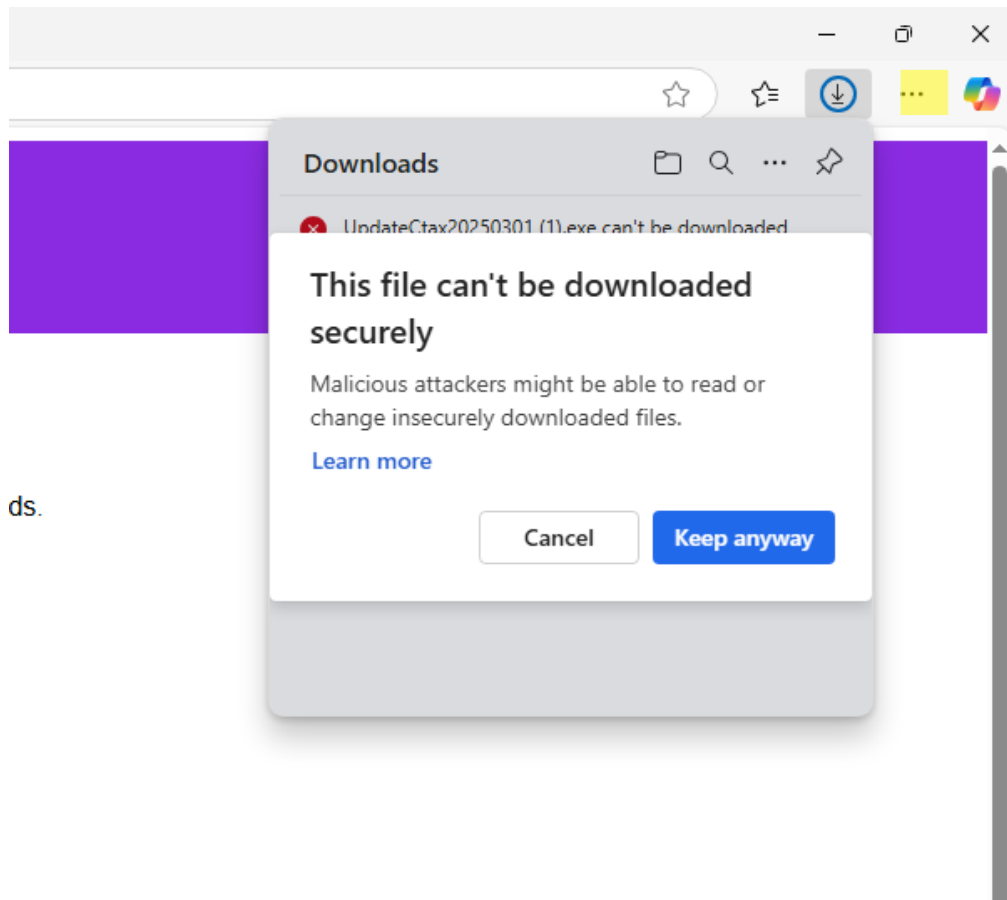 Downloads
UpdateCtax20250301 (1).exe can't be downloaded
This file can't be downloaded
securely
Malicious attackers might be able to read or
change insecurely downloaded files.
Learn more
ds.
Cancel
Keep anyway